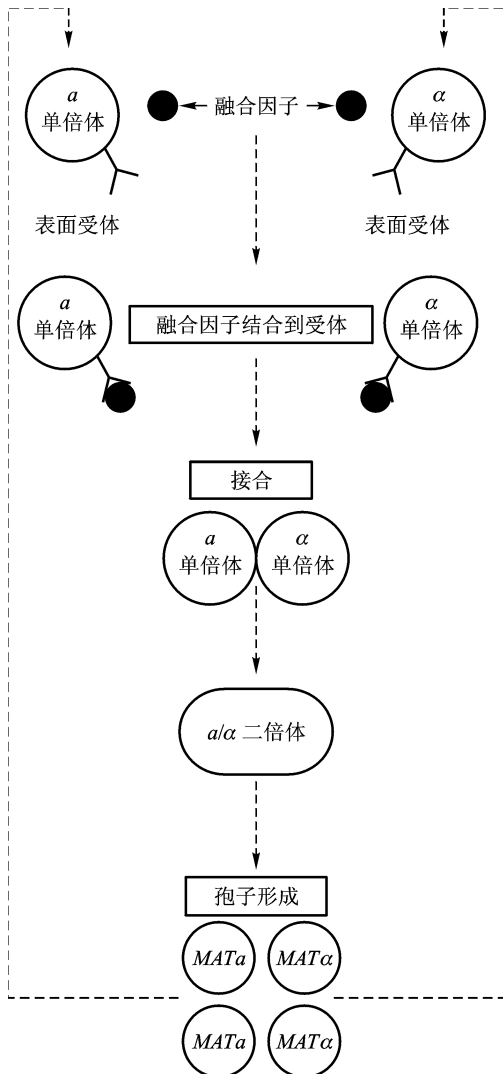 a
单倍体
融合因子
α
单倍体
表面受体
表面受体
a
单倍体
融合因子结合到受体
α
单倍体
接合
a
单倍体
α
单倍体
a/α 二倍体
孢子形成
MATa
MATα
MATa
MATα